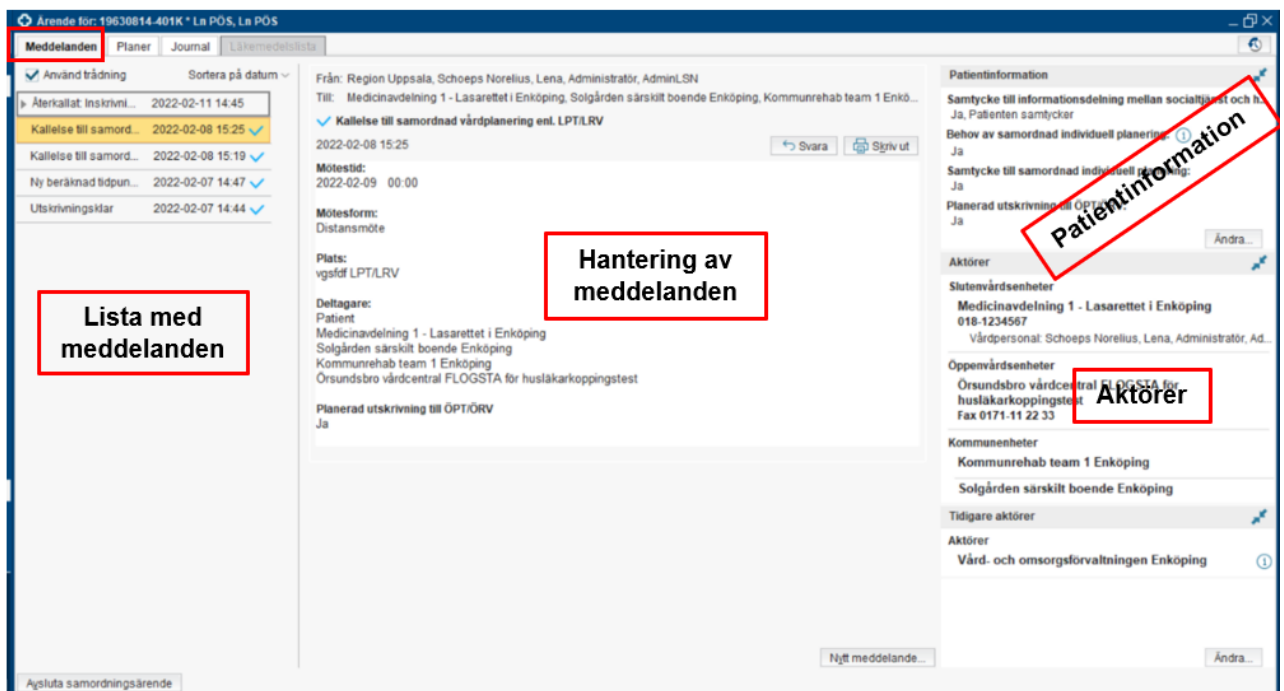 Ärende för: 19630814-401K * Ln PÖS, Ln PÖS
Meddelanden Planer Journal Läkemedelslista
Använd trådning Sortera på datum
Återkallat: Inskrivni... 2022-02-11 14:45
Kallelse till samord... 2022-02-08 15:25
Kallelse till samord... 2022-02-08 15:19
Ny beräknad tidpun... 2022-02-07 14:47
Utskrivningsklar 2022-02-07 14:44
Lista med
meddelanden
Från: Region Uppsala, Schoeps Norelius, Lena, Administratör, AdminLSN
Till: Medicinavdelning 1 - Lasarettet i Enköping, Solgården särskilt boende Enköping, Kommunrehab team 1 Enkö...
Kallelse till samordnad vårdplanering enl. LPT/LRV
2022-02-08 15:25
Svara Skriv ut
Mötestid:
2022-02-09 00:00
Mötesform:
Distansmöte
Plats:
vgsfdf LPT/LRV
Deltagare:
Patient
Medicinavdelning 1 - Lasarettet i Enköping
Solgården särskilt boende Enköping
Kommunrehab team 1 Enköping
Örsundsbro vårdcentral FLOGSTA för husläkarkoppingstest
Planerad utskrivning till ÖPT/ÖRV
Ja
Hantering av
meddelanden
Nytt meddelande...
Patientinformation
Samtycke till informationsdelning mellan socialtjänst och h...
Ja, Patienten samtycker
Behov av samordnad individuell planering:
Ja
Samtycke till samordnad individuell planering:
Ja
Planerad utskrivning till ÖPT/ÖRV:
Ja
Patientinformation
Ändra...
Aktörer
Slutenvårdsenheter
Medicinavdelning 1 - Lasarettet i Enköping
018-1234567
Vårdpersonal: Schoeps Norelius, Lena, Administratör, Ad...
Öppenvårdsenheter
Örsundsbro vårdcentral FLOGSTA för
husläkarkoppingstest
Fax 0171-11 22 33
Aktörer
Kommunenheter
Kommunrehab team 1 Enköping
Solgården särskilt boende Enköping
Tidigare aktörer
Aktörer
Vård- och omsorgsförvaltningen Enköping
Ändra...
Avsluta samordningsärende